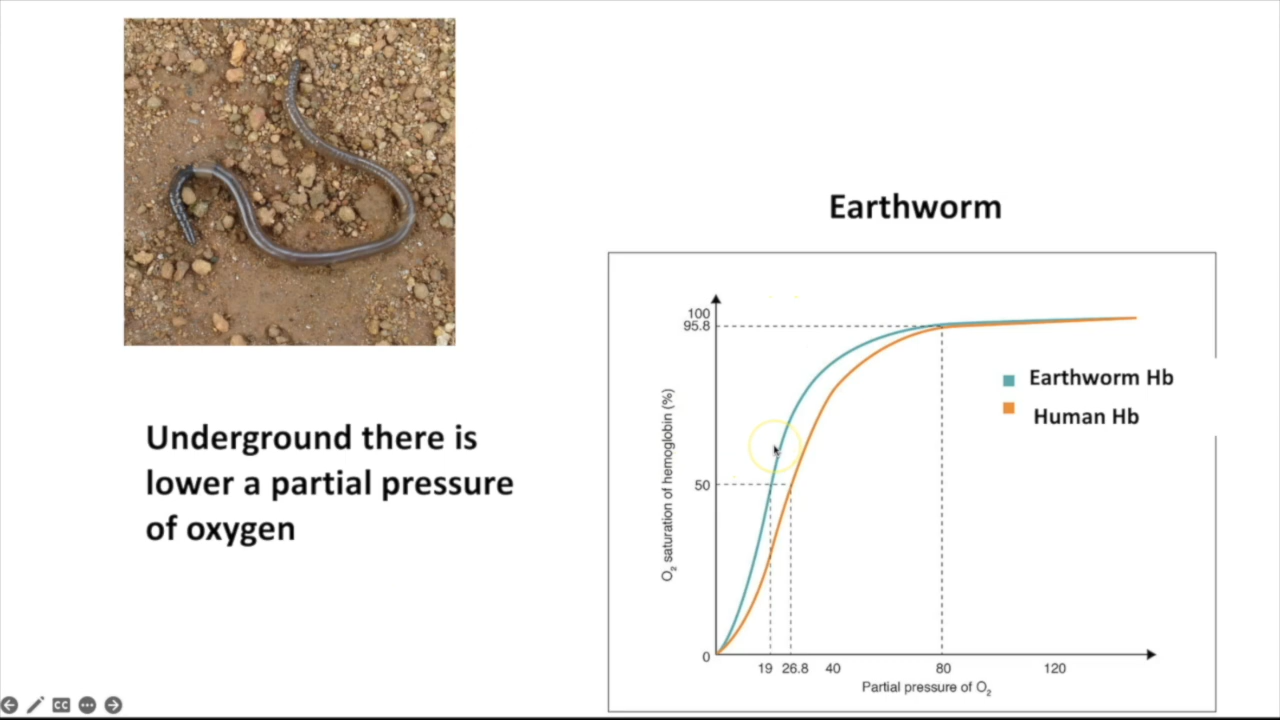 Earthworm
Underground there is
lower a partial pressure
of oxygen
O₂ saturation of hemoglobin (%)
100
95.8
50
0
19 26.8 40 80 120
Partial pressure of O₂
Earthworm Hb
Human Hb
CC